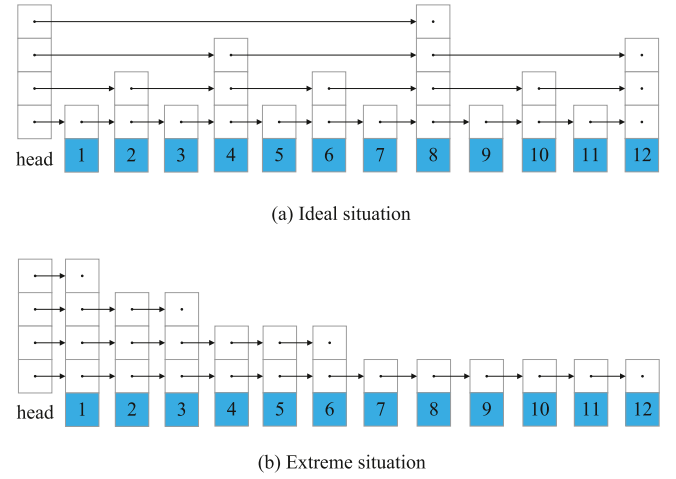 head 1 2 3 4 5 6 7 8 9 10 11 12
(a) Ideal situation
head 1 2 3 4 5 6 7 8 9 10 11 12
(b) Extreme situation